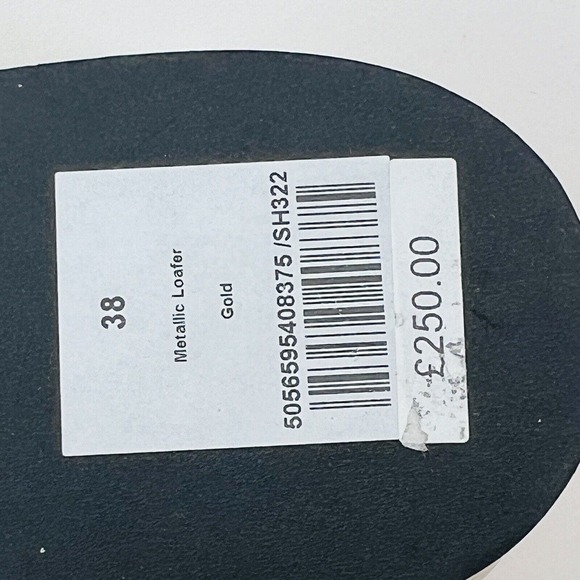 38
Metallic Loafer
Gold
5056595408375 /SH322
£250.00